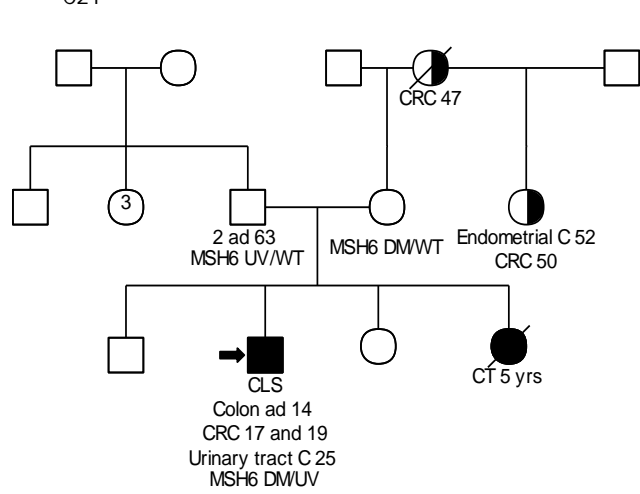 CRC 47
3
2 ad 63
MSH6 UV/WT
MSH6 DM/WT
Endometrial C 52
CRC 50
CLS
Colon ad 14
CRC 17 and 19
Urinary tract C 25
MSH6 DM/UV
CT 5 yrs